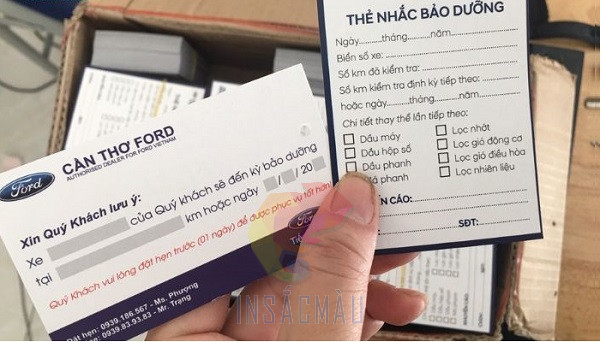 Ford
CẦN THƠ FORD
AUTHORISED DEALER FOR FORD VIETNAM
Xin Quý Khách lưu ý:
Xe của Quý khách sẽ đến kỳ bảo dưỡng
tại km hoặc ngày / / 20
Quý khách vui lòng đặt hẹn trước (01 ngày) để được phục vụ tốt hơn!
Ford
Đặt hẹn: 0939.186.567 - Ms. Phượng
0939.83.93.83 - Mr. Trạng
THẺ NHẮC BẢO DƯỠNG
Ngày..........tháng..........năm..........
Biển số xe:
Số km đã kiểm tra:
Số km kiểm tra định kỳ tiếp theo:
hoặc ngày..........tháng..........năm..........
Chi tiết thay thế lần tiếp theo:
Dầu máy
Dầu hộp số
Dầu phanh
phanh
Lọc nhớt
Lọc gió động cơ
Lọc gió điều hòa
Lọc nhiên liệu
CÁO:
SĐT:
INSẮCMÀU